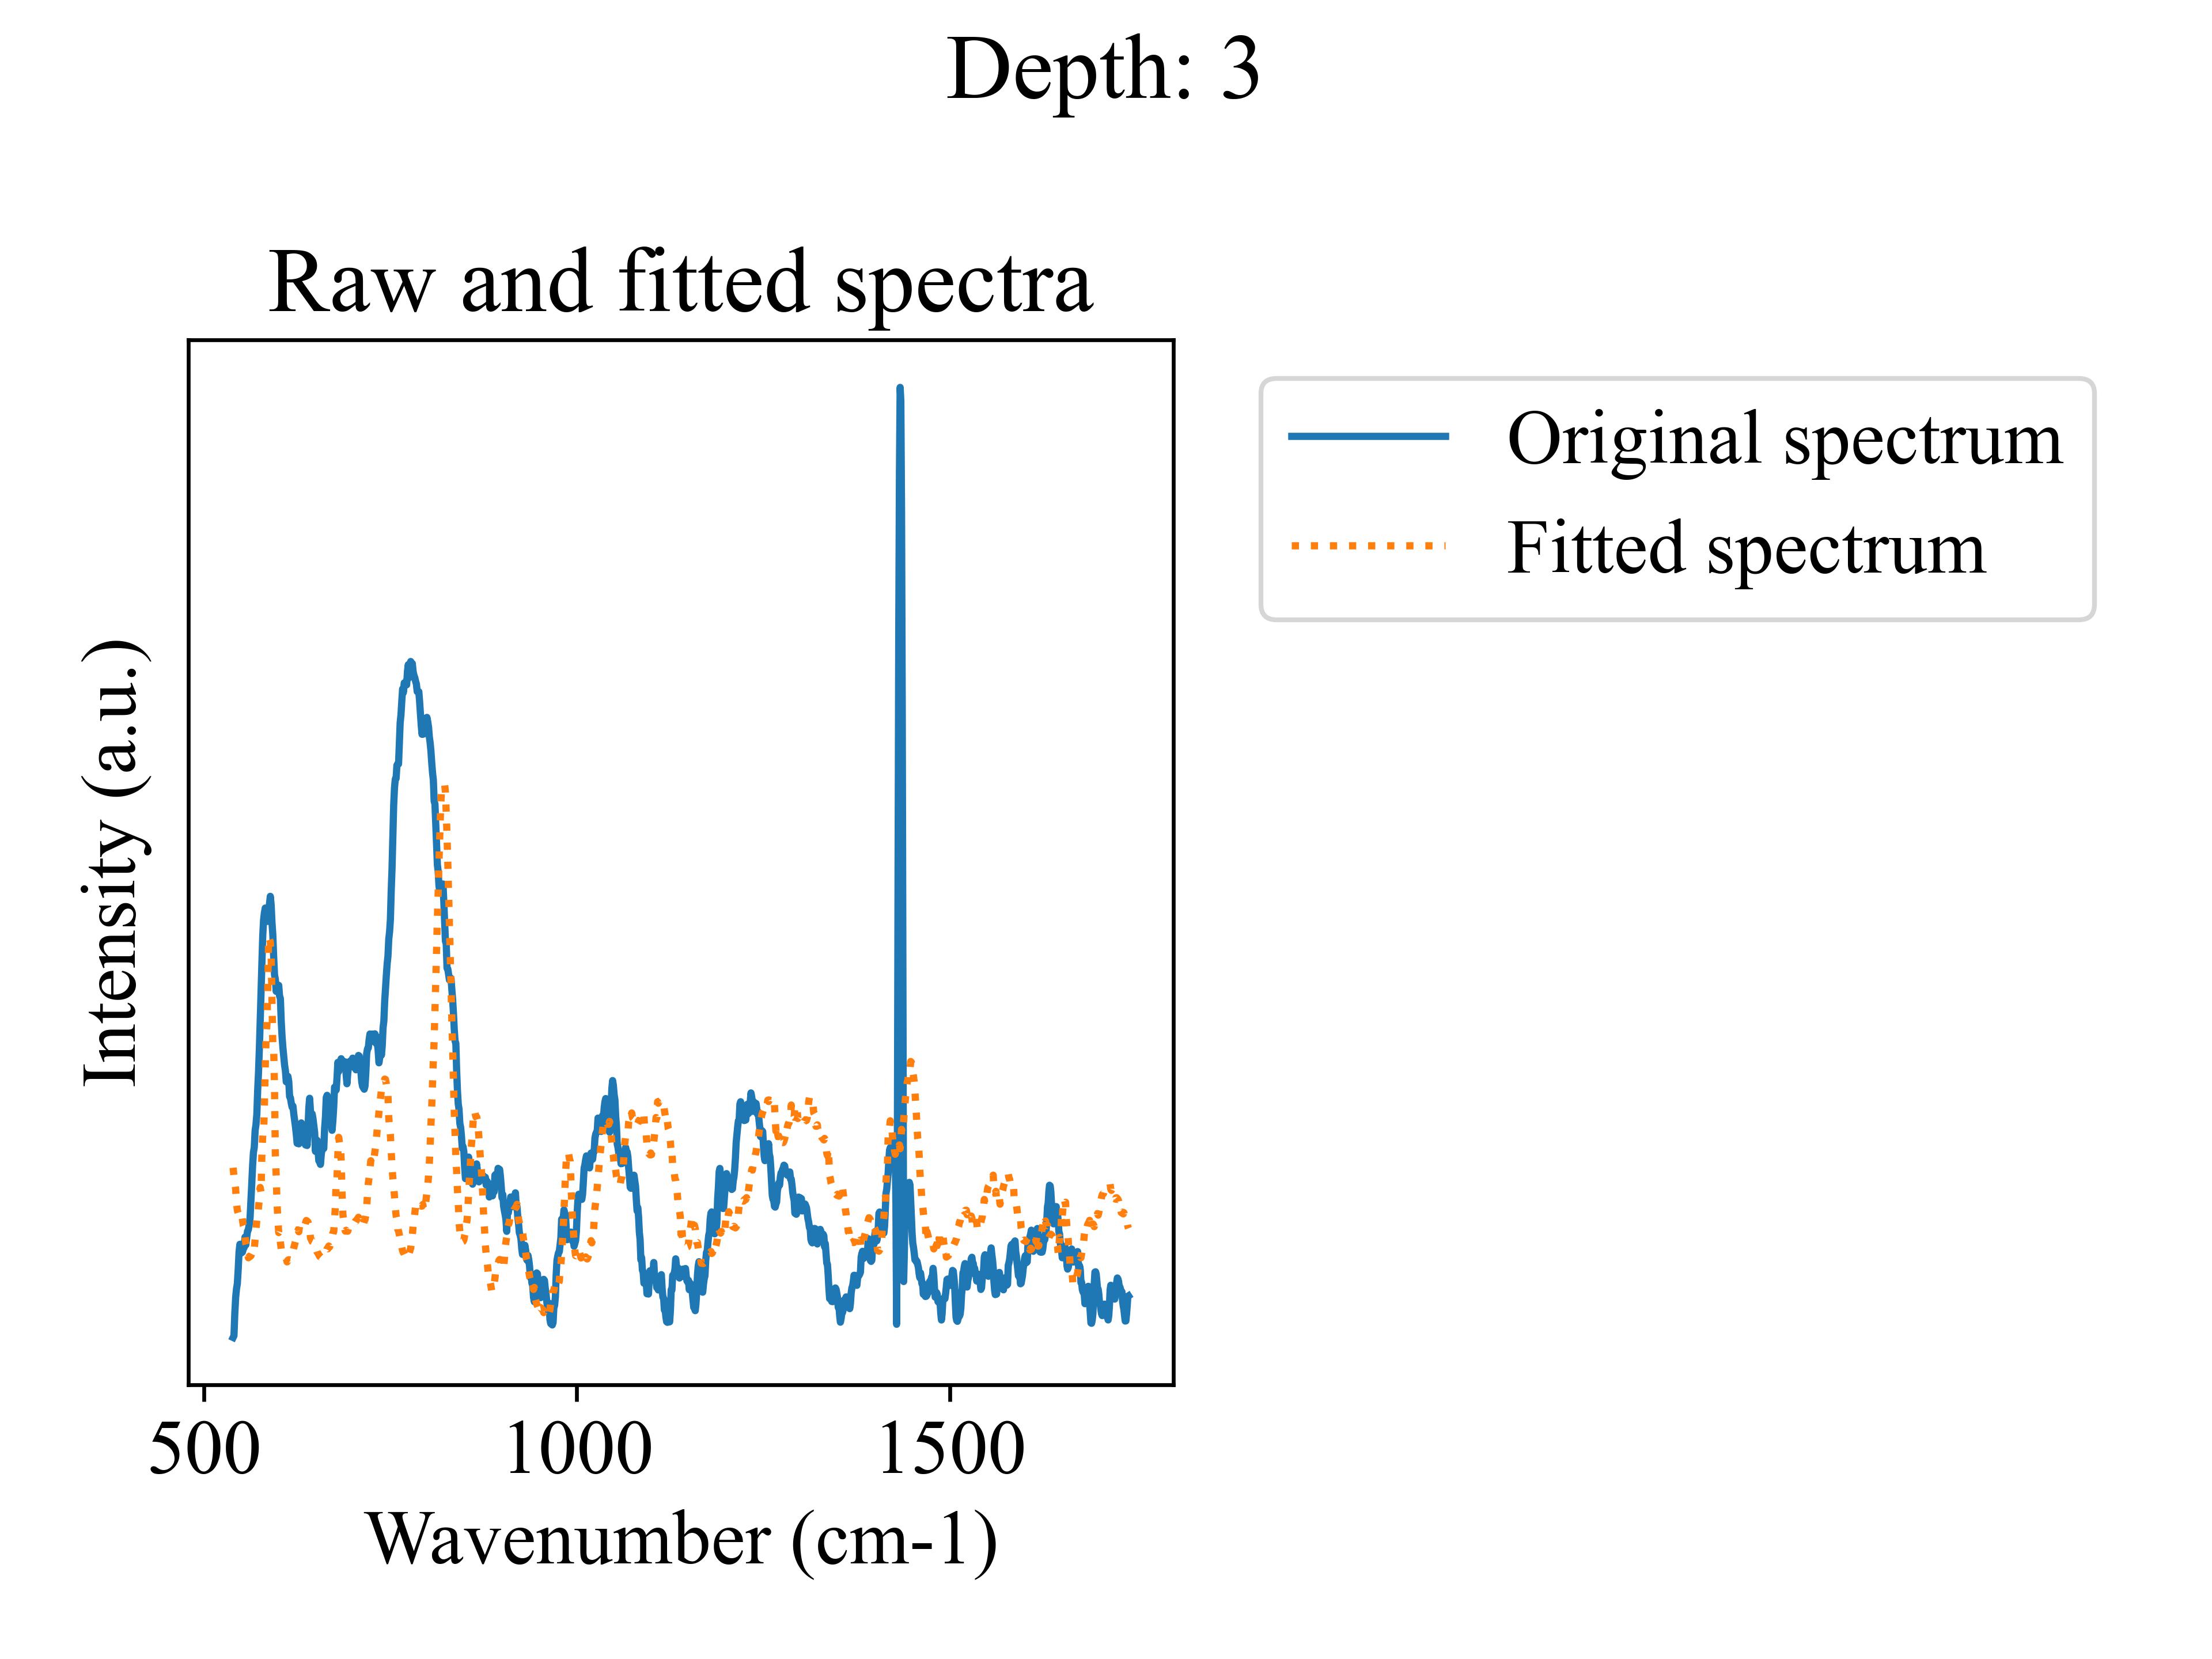 Depth: 3
Raw and fitted spectra
Original spectrum
Fitted spectrum
Intensity (a.u.)
500 1000 1500
Wavenumber (cm-1)